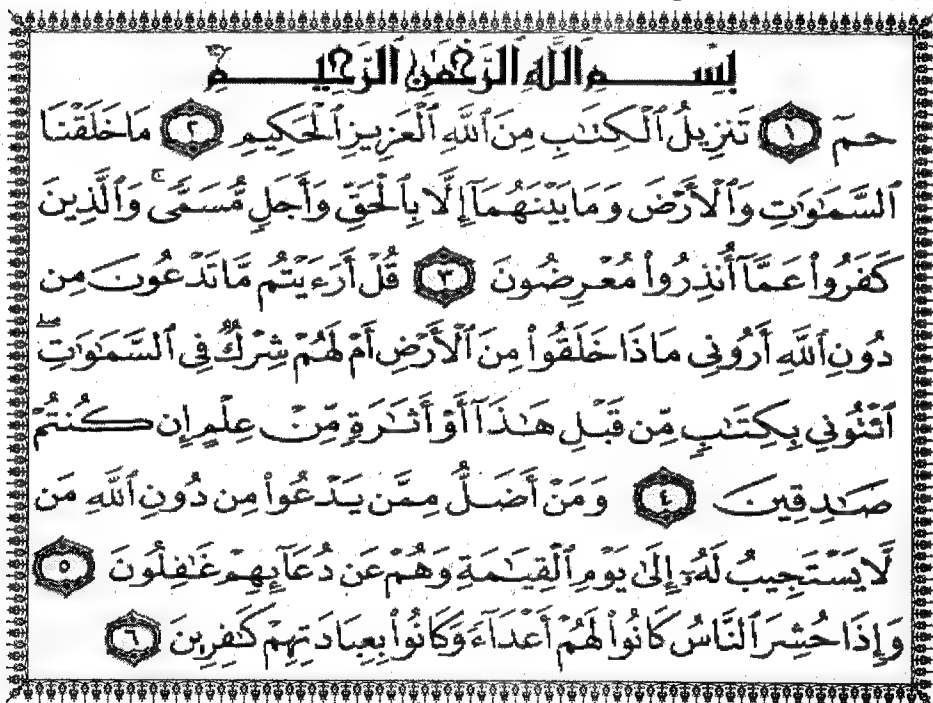 بِسْمِ ٱللَّهِ ٱلرَّحْمَٰنِ ٱلرَّحِيمِ
حمٓ ١ تَنزِيلُ ٱلْكِتَٰبِ مِنَ ٱللَّهِ ٱلْعَزِيزِ ٱلْحَكِيمِ ٢ مَا خَلَقْنَا
ٱلسَّمَٰوَٰتِ وَٱلْأَرْضَ وَمَا بَيْنَهُمَآ إِلَّا بِٱلْحَقِّ وَأَجَلٍ مُّسَمًّى ۚ وَٱلَّذِينَ
كَفَرُوا۟ عَمَّآ أُنذِرُوا۟ مُعْرِضُونَ ٣ قُلْ أَرَءَيْتُم مَّا تَدْعُونَ مِن
دُونِ ٱللَّهِ أَرُونِى مَاذَا خَلَقُوا۟ مِنَ ٱلْأَرْضِ أَمْ لَهُمْ شِرْكٌ فِى ٱلسَّمَٰوَٰتِ ۖ
ٱئْتُونِى بِكِتَٰبٍ مِّن قَبْلِ هَٰذَآ أَوْ أَثَٰرَةٍ مِّنْ عِلْمٍ إِن كُنتُمْ
صَٰدِقِينَ ٤ وَمَنْ أَضَلُّ مِمَّن يَدْعُوا۟ مِن دُونِ ٱللَّهِ مَن
لَّا يَسْتَجِيبُ لَهُۥٓ إِلَىٰ يَوْمِ ٱلْقِيَٰمَةِ وَهُمْ عَن دُعَآئِهِمْ غَٰفِلُونَ ٥
وَإِذَا حُشِرَ ٱلنَّاسُ كَانُوا۟ لَهُمْ أَعْدَآءً وَكَانُوا۟ بِعِبَادَتِهِمْ كَٰفِرِينَ ٦